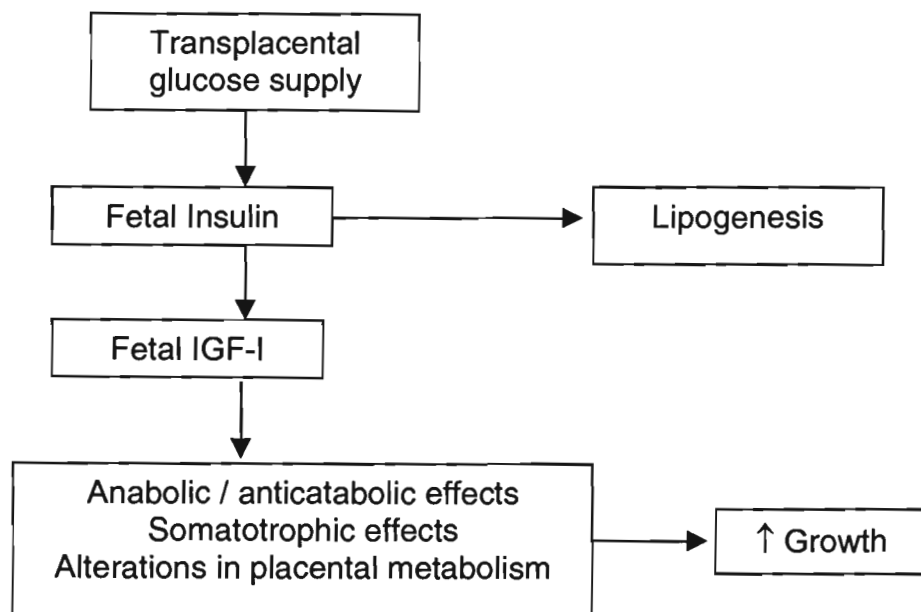 Transplacental
glucose supply
Fetal Insulin
Lipogenesis
Fetal IGF-I
Anabolic / anticatabolic effects
Somatotrophic effects
Alterations in placental metabolism
↑ Growth